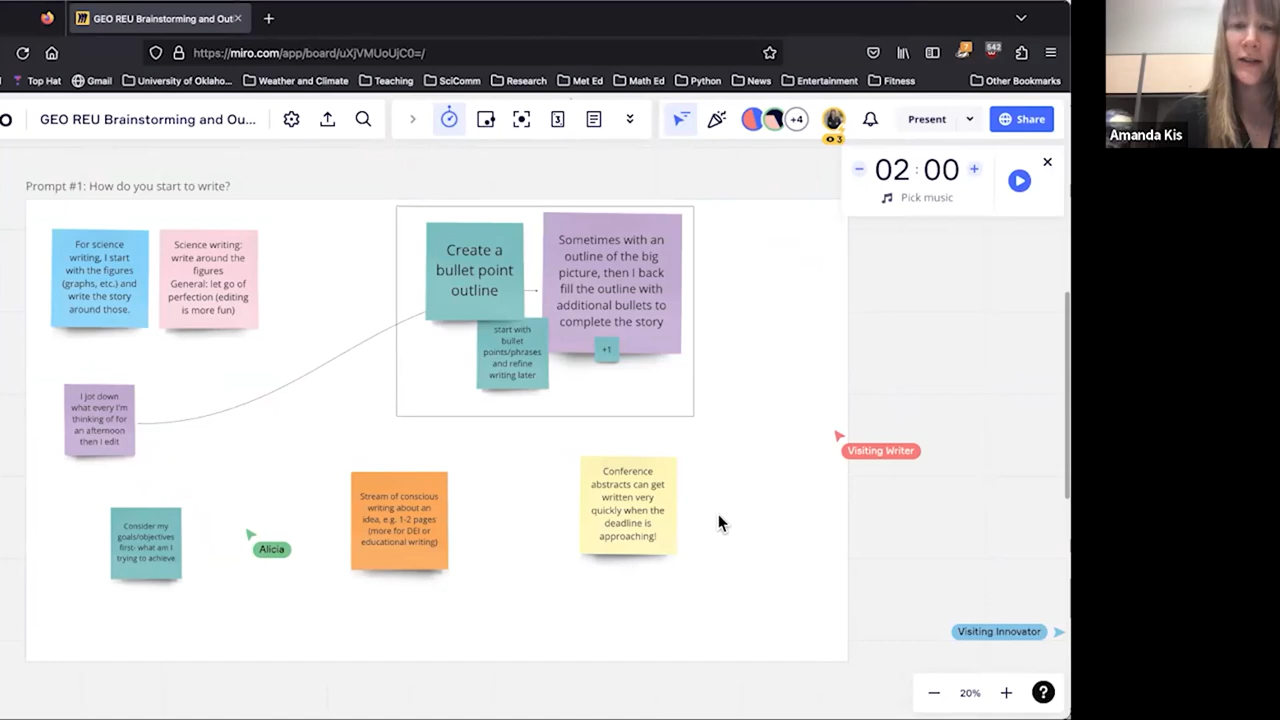 GEO REU Brainstorming and Out
https://miro.com/app/board/uXjVMUoUjC0=/
7
642
Top Hat
Gmail
University of Oklaho…
Weather and Climate
Teaching
SciComm
Research
Met Ed
Math Ed
Python
News
Entertainment
Fitness
Other Bookmarks
o
GEO REU Brainstorming and Ou...
3
+4
3
Present
Share
Amanda Kis
02 : 00
Pick music
Prompt #1: How do you start to write?
For science
writing, I start
with the figures
(graphs, etc.) and
write the story
around those.
Science writing:
write around the
figures
General: let go of
perfection (editing
is more fun)
Create a
bullet point
outline
Sometimes with an
outline of the big
picture, then I back
fill the outline with
additional bullets to
complete the story
+1
start with
bullet
points/phrases
and refine
writing later
I jot down
what every I'm
thinking of for
an afternoon
then I edit
Visiting Writer
Conference
abstracts can get
written very
quickly when the
deadline is
approaching!
Stream of conscious
writing about an
idea, e.g. 1-2 pages
(more for DEI or
educational writing)
Consider my
goals/objectives
first- what am I
trying to achieve
Alicia
Visiting Innovator
20%
?